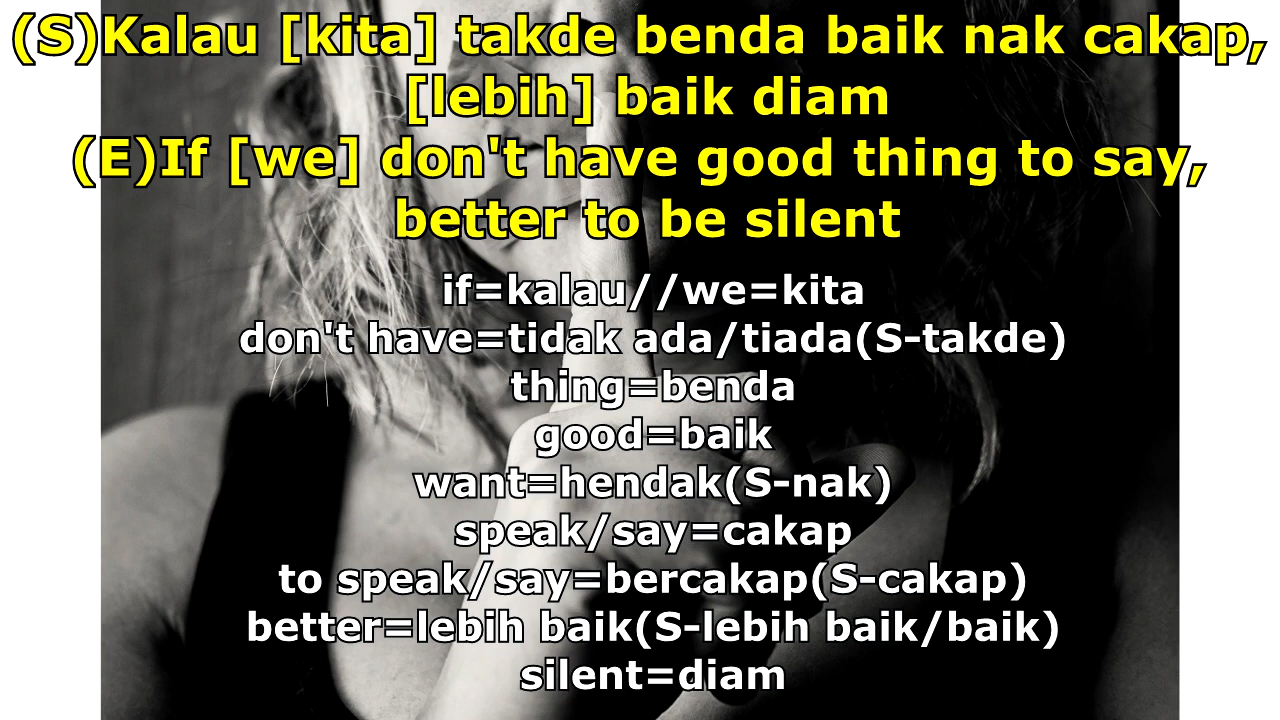 (S)Kalau [kita] takde benda baik nak cakap,
[lebih] baik diam
(E)If [we] don't have good thing to say,
better to be silent
if=kalau//we=kita
don't have=tidak ada/tiada(S-takde)
thing=benda
good=baik
want=hendak(S-nak)
speak/say=cakap
to speak/say=bercakap(S-cakap)
better=lebih baik(S-lebih baik/baik)
silent=diam